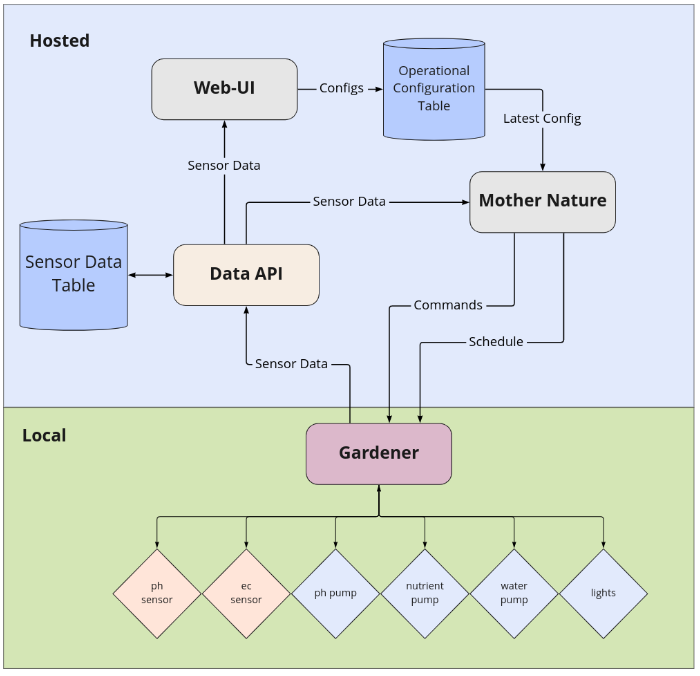 Hosted
Web-UI
Configs
Operational
Configuration
Table
Latest Config
Sensor Data
Sensor Data
Mother Nature
Sensor Data
Table
Data API
Commands
Schedule
Sensor Data
Local
Gardener
ph
sensor
ec
sensor
ph pump
nutrient
pump
water
pump
lights